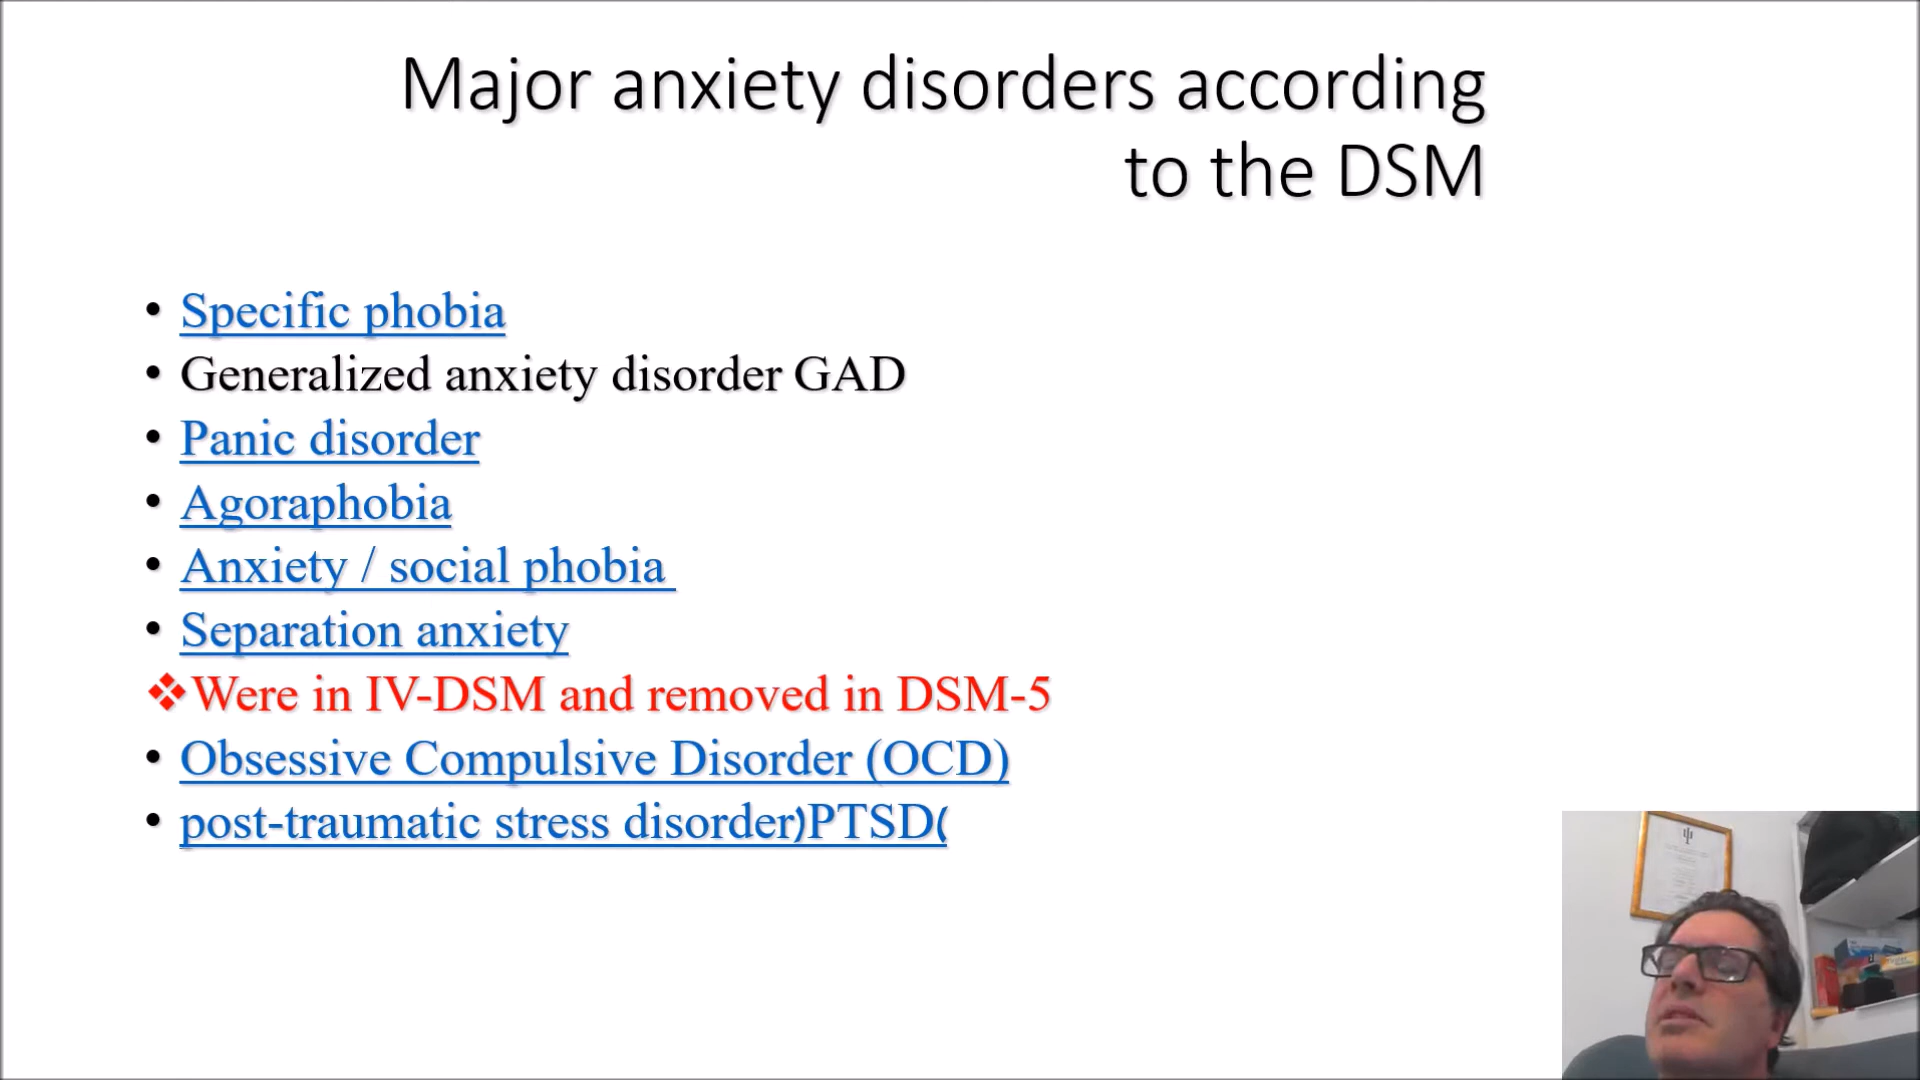 Major anxiety disorders according
to the DSM
• Specific phobia
• Generalized anxiety disorder GAD
• Panic disorder
• Agoraphobia
• Anxiety / social phobia
• Separation anxiety
❖Were in IV-DSM and removed in DSM-5
• Obsessive Compulsive Disorder (OCD)
• post-traumatic stress disorder)PTSD(